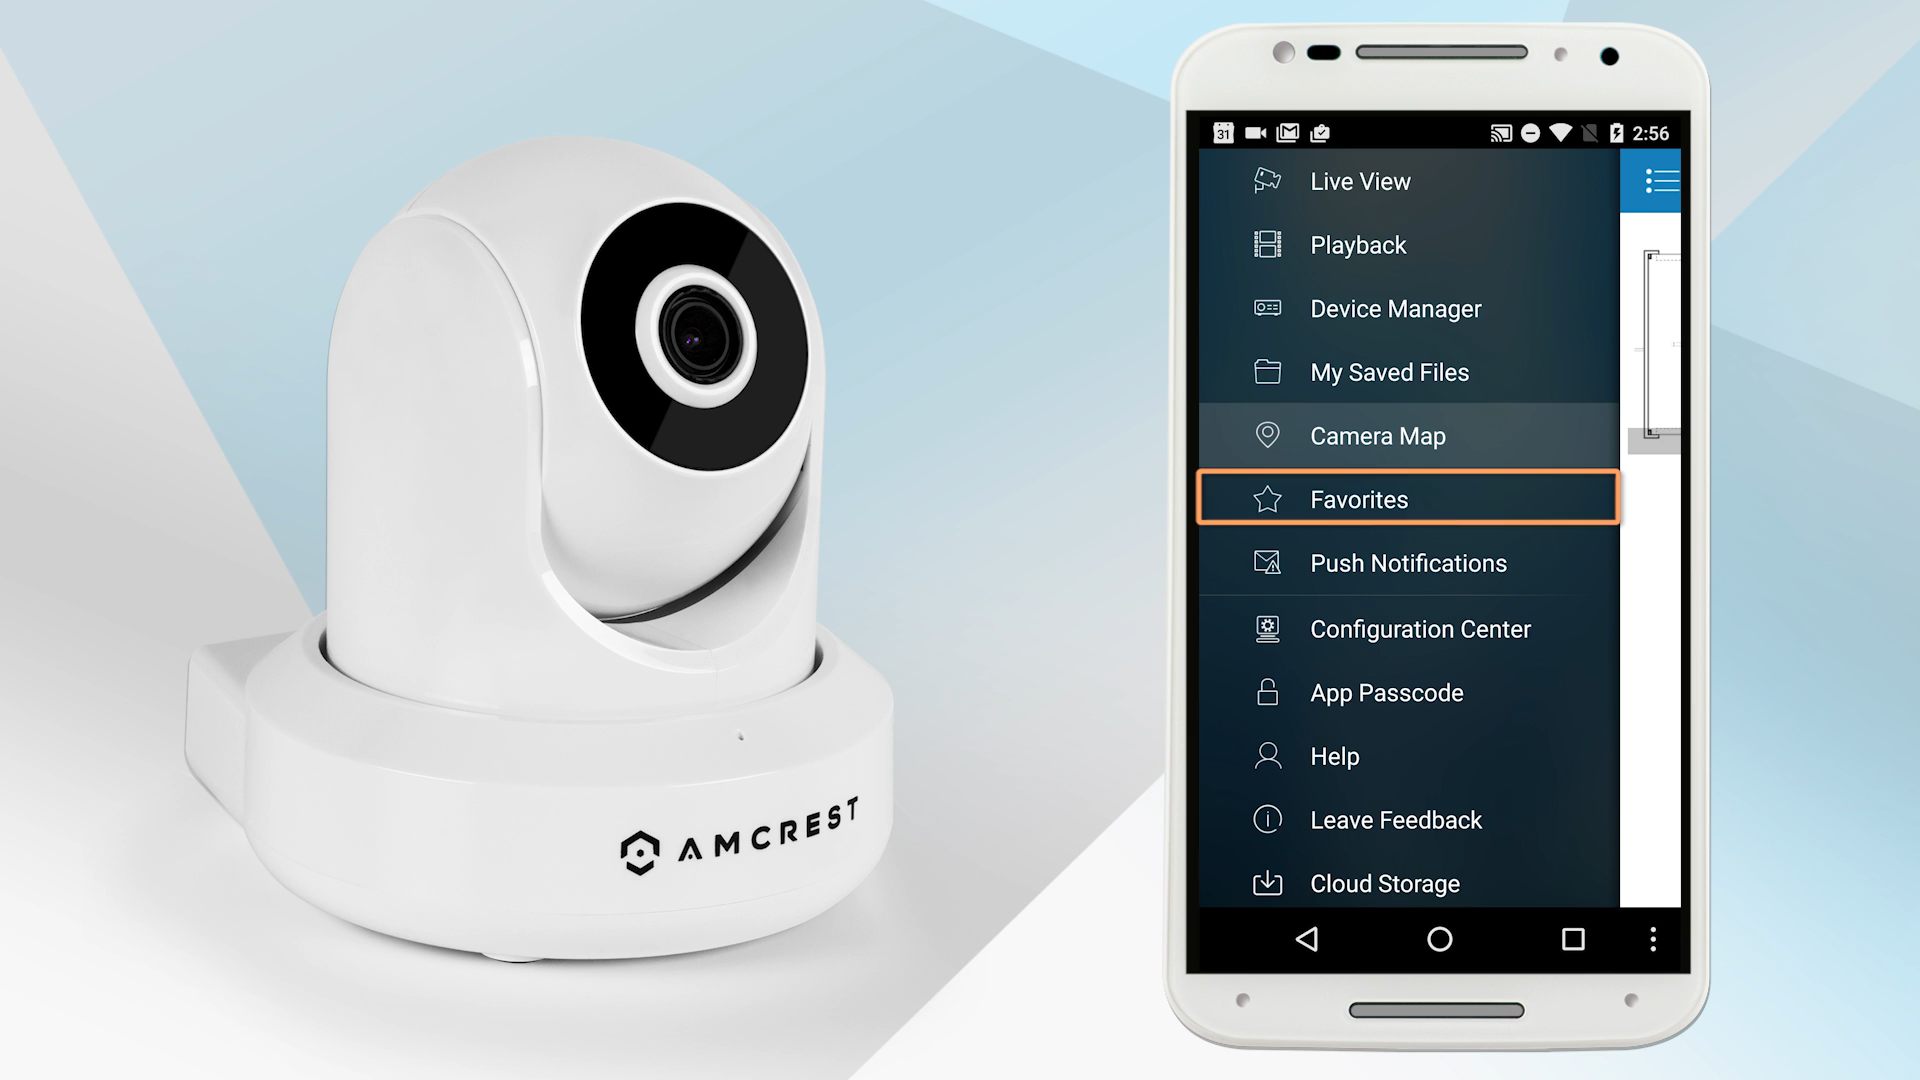 AMCREST
31
2:56
Live View
Playback
Device Manager
My Saved Files
Camera Map
Favorites
Push Notifications
Configuration Center
App Passcode
Help
Leave Feedback
Cloud Storage